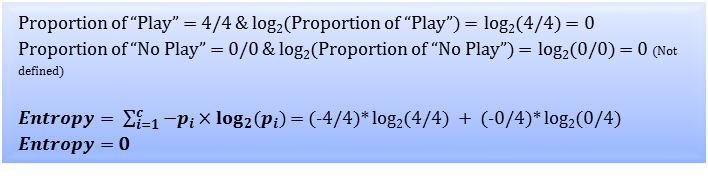 Proportion of “Play” = 4/4 & log₂(Proportion of “Play”) = log₂(4/4) = 0
Proportion of “No Play” = 0/0 & log₂(Proportion of “No Play”) = log₂(0/0) = 0 (Not
defined)
Entropy = ∑ᶜᵢ₌₁ −pᵢ × log₂(pᵢ) = (-4/4)*log₂(4/4) + (-0/4)*log₂(0/4)
Entropy = 0